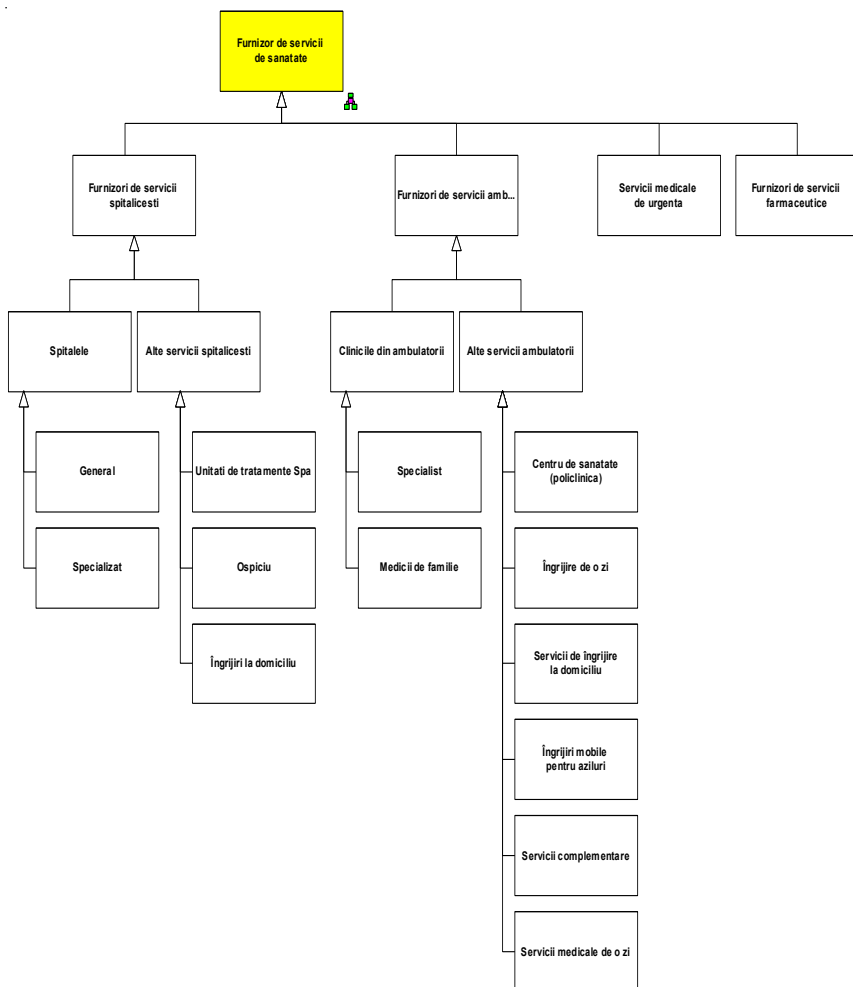 Furnizor de servicii
de sanatate
Furnizori de servicii
spitalicesti
Furnizori de servicii amb...
Servicii medicale
de urgenta
Furnizori de servicii
farmaceutice
Spitalele
Alte servicii spitalicesti
Clinicile din ambulatorii
Alte servicii ambulatorii
General
Unitati de tratamente Spa
Specialist
Centru de sanatate
(policlinica)
Specializat
Ospiciu
Medicii de familie
Îngrijire de o zi
Îngrijiri la domiciliu
Servicii de îngrijire
la domiciliu
Îngrijiri mobile
pentru aziluri
Servicii complementare
Servicii medicale de o zi